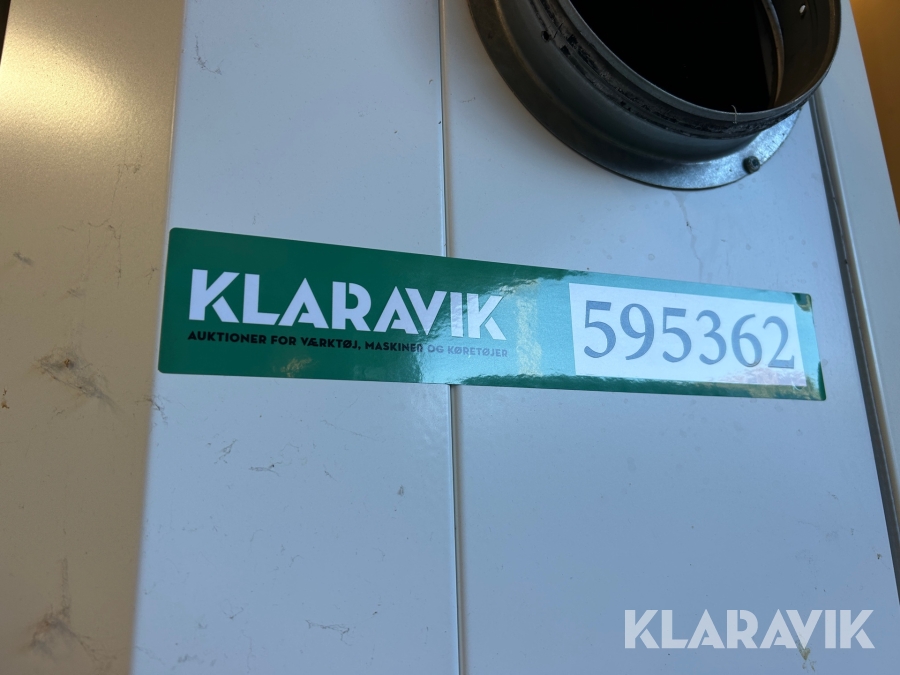 KLARAVIK
AUKTIONER FOR VÆRKTØJ, MASKINER OG KØRETØJER
595362
KLARAVIK